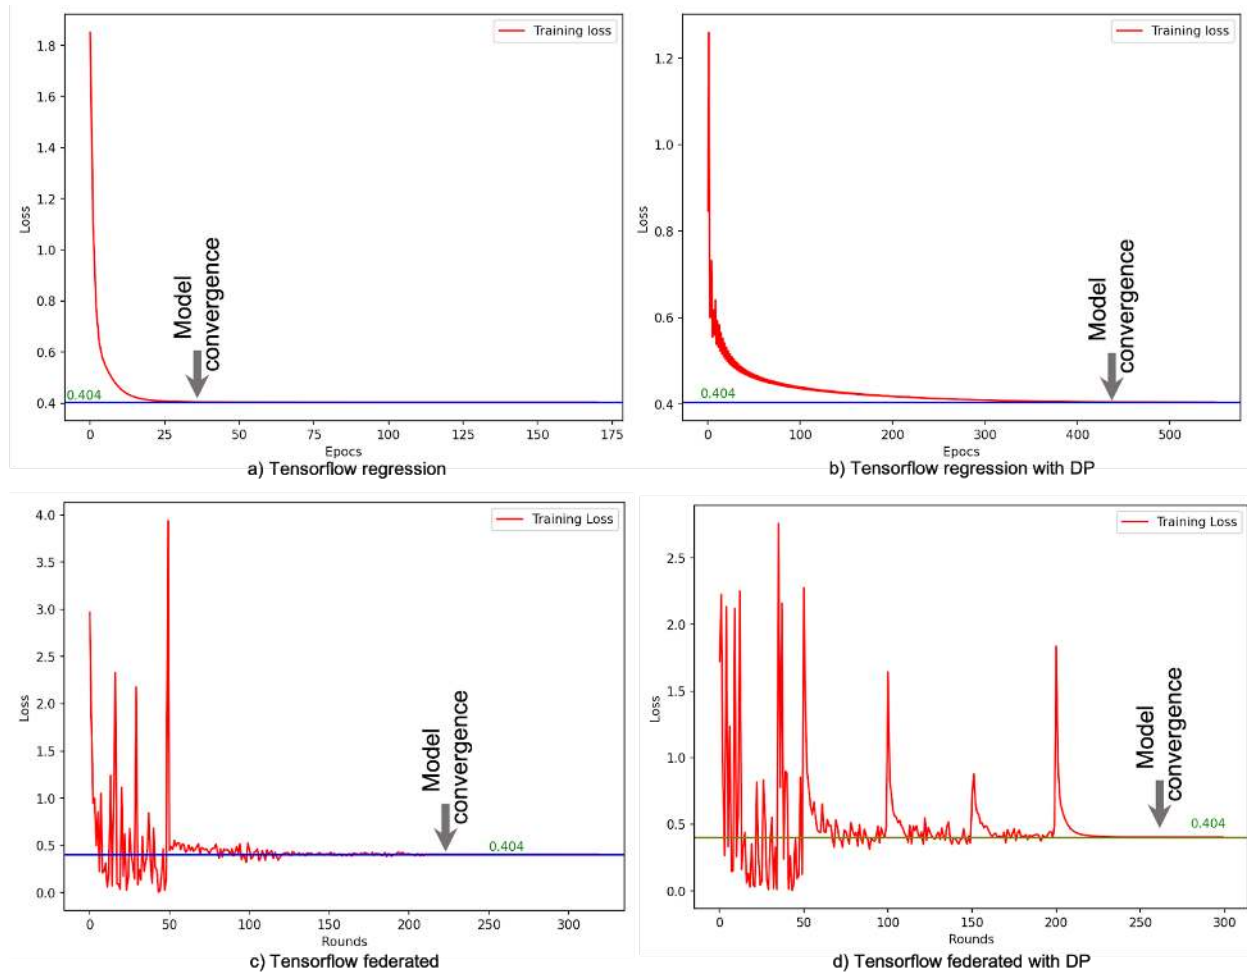 Training loss
1.8
1.6
1.4
1.2
1.0
0.8
0.6
0.4
Loss
Model
convergence
0.404
0
25
50
75
100
125
150
175
Epocs
a) Tensorflow regression
Training loss
1.2
1.0
0.8
0.6
0.4
Loss
Model
convergence
0.404
0
100
200
300
400
500
Epocs
b) Tensorflow regression with DP
Training Loss
4.0
3.5
3.0
2.5
2.0
1.5
1.0
0.5
0.0
Loss
Model
convergence
0.404
0
50
100
150
200
250
300
Rounds
c) Tensorflow federated
Training Loss
2.5
2.0
1.5
1.0
0.5
0.0
Loss
Model
convergence
0.404
0
50
100
150
200
250
300
Rounds
d) Tensorflow federated with DP